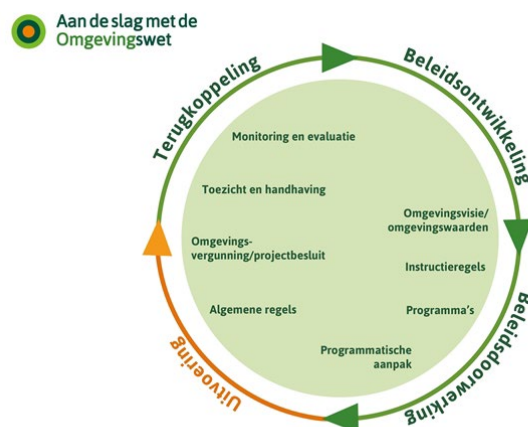 Aan de slag met de
Omgevingswet
Terugkoppeling
Beleidsontwikkeling
Monitoring en evaluatie
Toezicht en handhaving
Omgevingsvisie/
omgevingswaarden
Omgevings-
vergunning/projectbesluit
Instructieregels
Algemene regels
Programma's
Programmatische
aanpak
Uitvoering
Beleidsdoorwerking